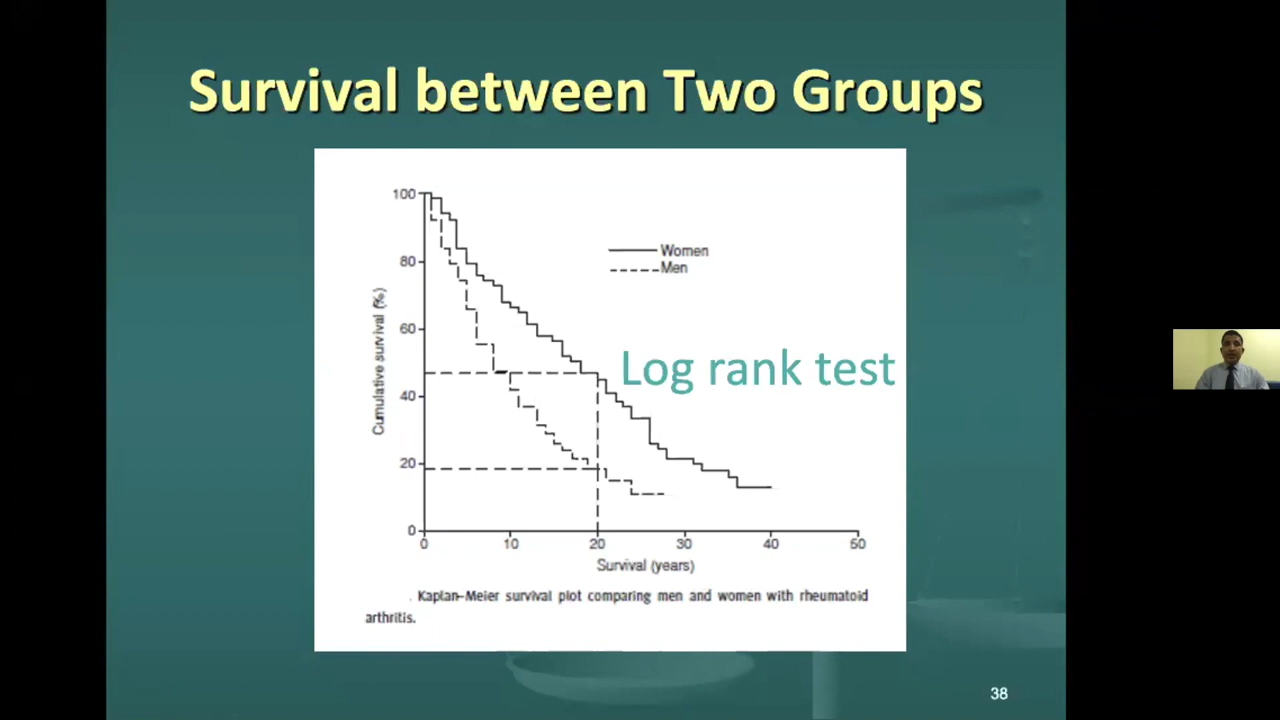 Survival between Two Groups
100
80
60
40
20
0
Cumulative survival (%)
Women
Men
Log rank test
0 10 20 30 40 50
Survival (years)
Kaplan-Meier survival plot comparing men and women with rheumatoid
arthritis.
38